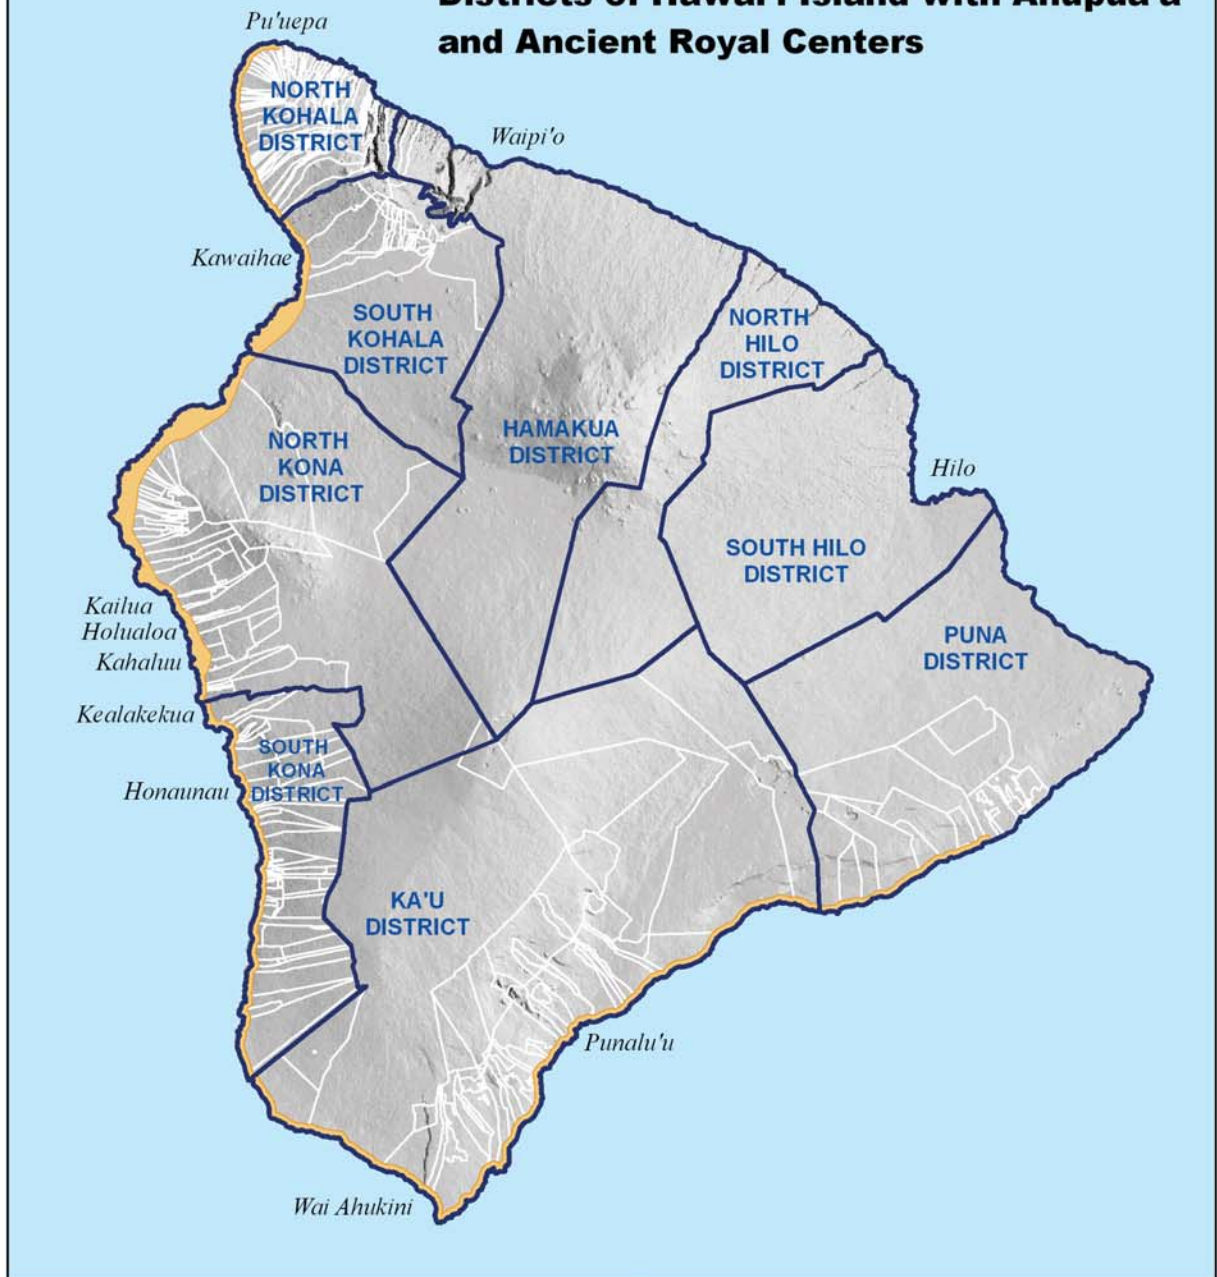 Districts of Hawai'i Island with Ahupua'a
and Ancient Royal Centers
Pu'uepa
NORTH
KOHALA
DISTRICT
Waipi'o
Kawaihae
SOUTH
KOHALA
DISTRICT
NORTH
HILO
DISTRICT
HAMAKUA
DISTRICT
NORTH
KONA
DISTRICT
Hilo
SOUTH HILO
DISTRICT
Kailua
Holualoa
Kahaluu
PUNA
DISTRICT
Kealakekua
SOUTH
KONA
DISTRICT
Honaunau
KA'U
DISTRICT
Punalu'u
Wai Ahukini